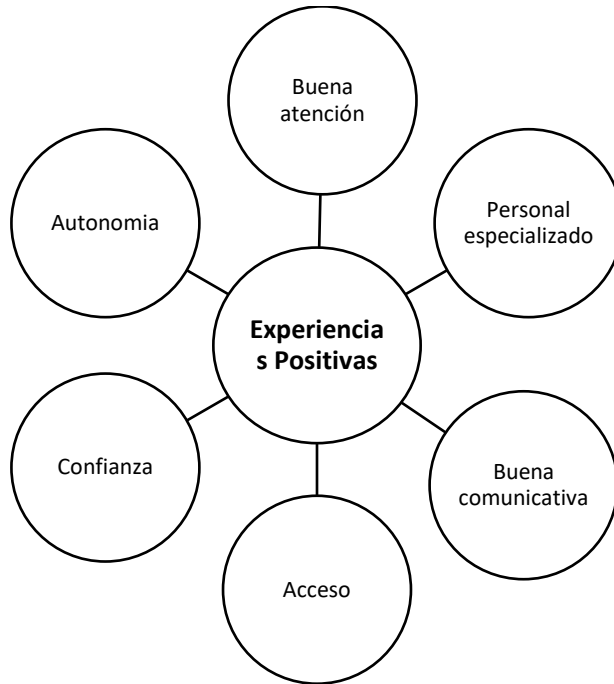 Buena
atención
Autonomia
Personal
especializado
Experiencia
s Positivas
Confianza
Buena
comunicativa
Acceso